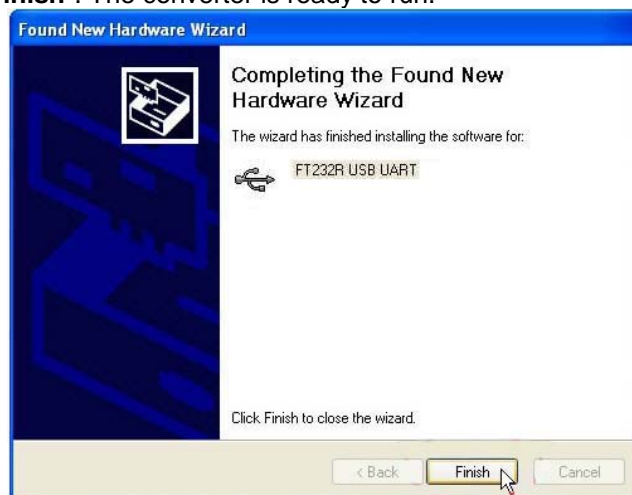 inish". The converter is ready to run.
Found New Hardware Wizard
Completing the Found New
Hardware Wizard
The wizard has finished installing the software for:
FT232R USB UART
Click Finish to close the wizard.
< Back Finish Cancel